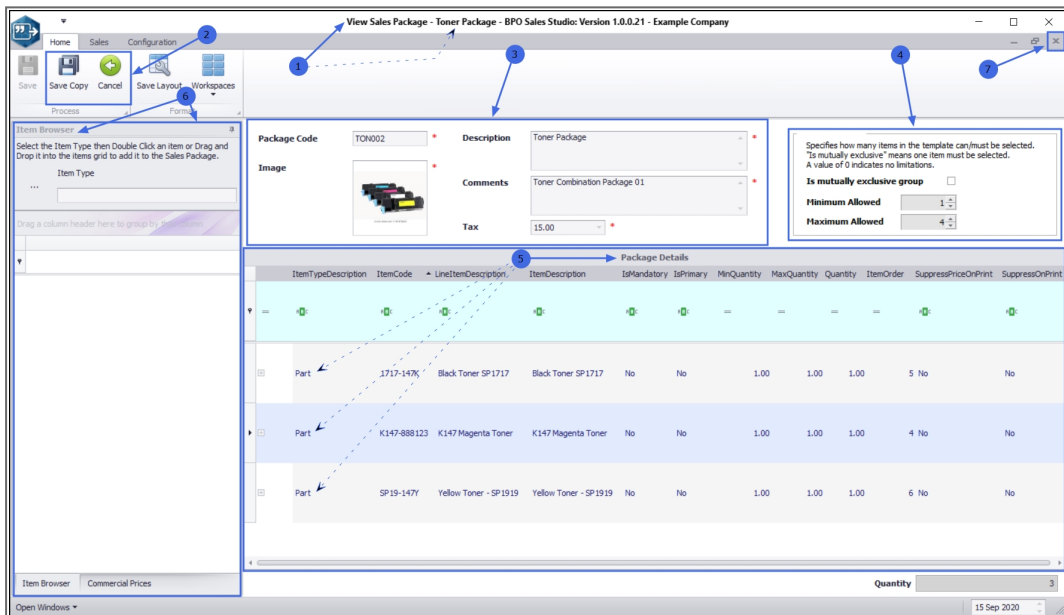 View Sales Package - Toner Package - BPO Sales Studio: Version 1.0.0.21 - Example Company
Home Sales Configuration
2
3
4
1
7
Save Save Copy Cancel Save Layout Workspaces
6
Process Format
Item Browser
Select the Item Type then Double Click an item or Drag and
Drop it into the items grid to add it to the Sales Package.
Item Type
...
Drag a column header here to group by that column
Package Code TON002 *
Image *
Description Toner Package *
Comments Toner Combination Package 01 *
Tax 15.00 *
Specifies how many items in the template can/must be selected.
"Is mutually exclusive" means one item must be selected.
A value of 0 indicates no limitations.
Is mutually exclusive group
Minimum Allowed 1
Maximum Allowed 4
5 Package Details
ItemTypeDescription ItemCode LineItemDescription ItemDescription IsMandatory IsPrimary MinQuantity MaxQuantity Quantity ItemOrder SuppressPriceOnPrint SuppressOnPrint
Part 1717-147K Black Toner SP1717 Black Toner SP1717 No No 1.00 1.00 1.00 5 No No
Part K147-888123 K147 Magenta Toner K147 Magenta Toner No No 1.00 1.00 1.00 4 No No
Part SP19-147Y Yellow Toner - SP1919 Yellow Toner - SP1919 No No 1.00 1.00 1.00 6 No No
Item Browser Commercial Prices
Quantity 3
Open Windows 15 Sep 2020